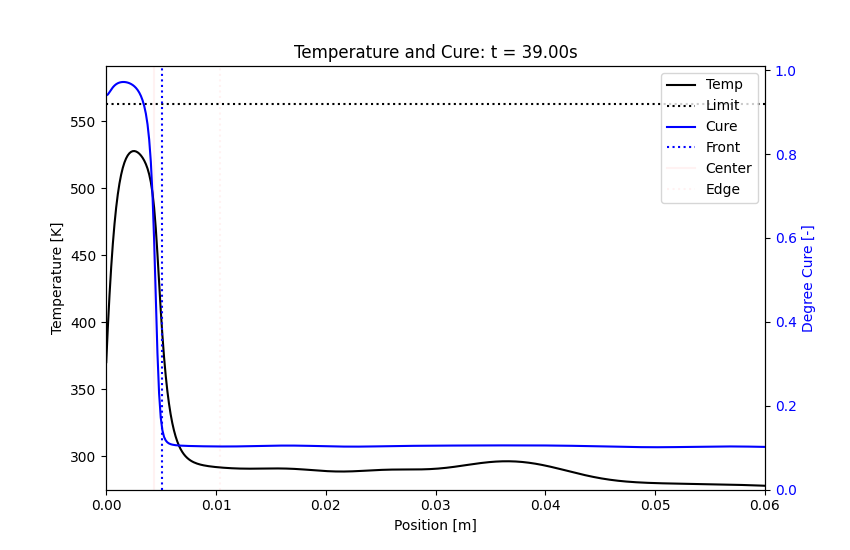 Temperature and Cure: t = 39.00s
Temperature [K]
550
500
450
400
350
300
Temp
Limit
Cure
Front
Center
Edge
1.0
0.8
0.6
0.4
0.2
0.0
Degree Cure [-]
0.00
0.01
0.02
0.03
0.04
0.05
0.06
Position [m]